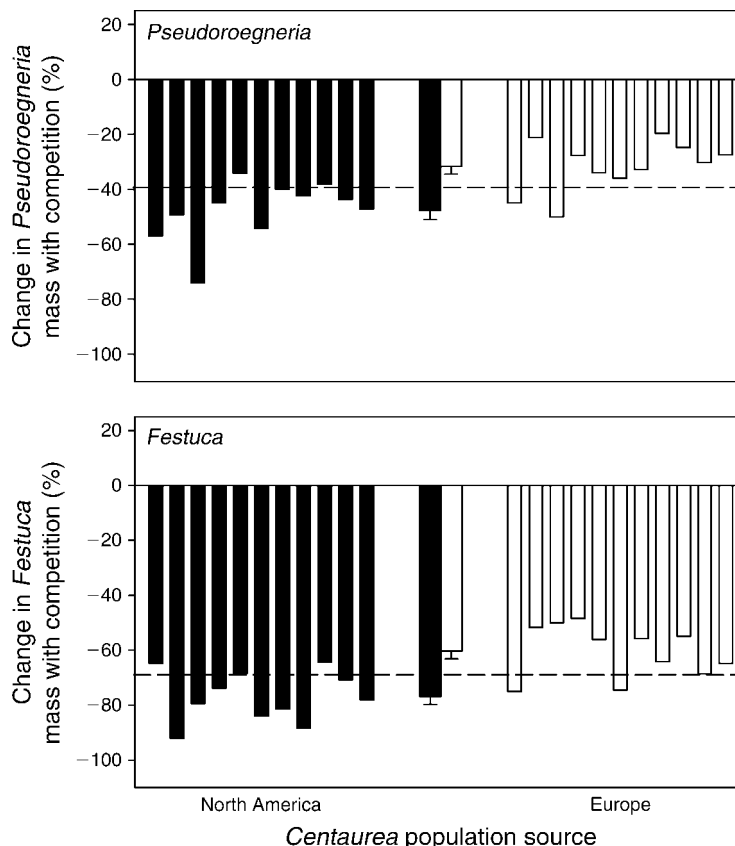 20
Pseudoroegneria
0
−20
−40
−60
−80
−100
Change in Pseudoroegneria
mass with competition (%)
20
Festuca
0
−20
−40
−60
−80
−100
Change in Festuca
mass with competition (%)
North America
Europe
Centaurea population source